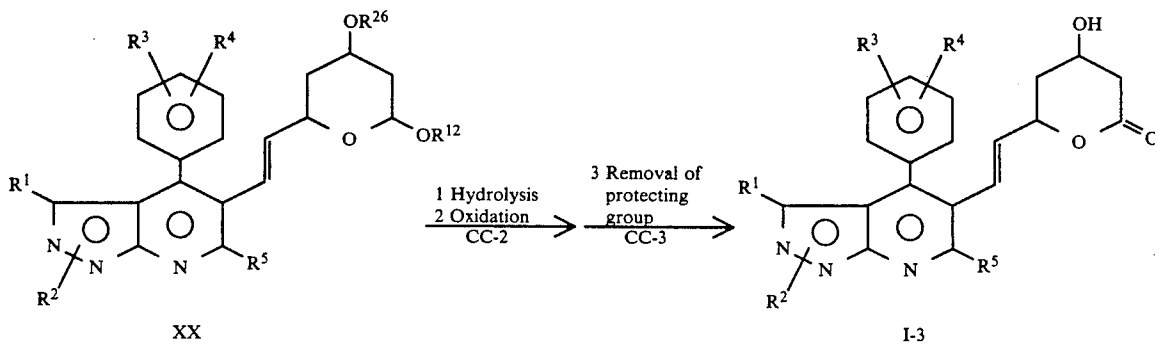 OR²⁶
R³ R⁴
O
OR¹²
R¹
N
N
N
R⁵
R²
XX
1 Hydrolysis
2 Oxidation
CC-2
3 Removal of
protecting
group
CC-3
OH
R³ R⁴
O
O
R¹
N
N
N
R⁵
R²
I-3